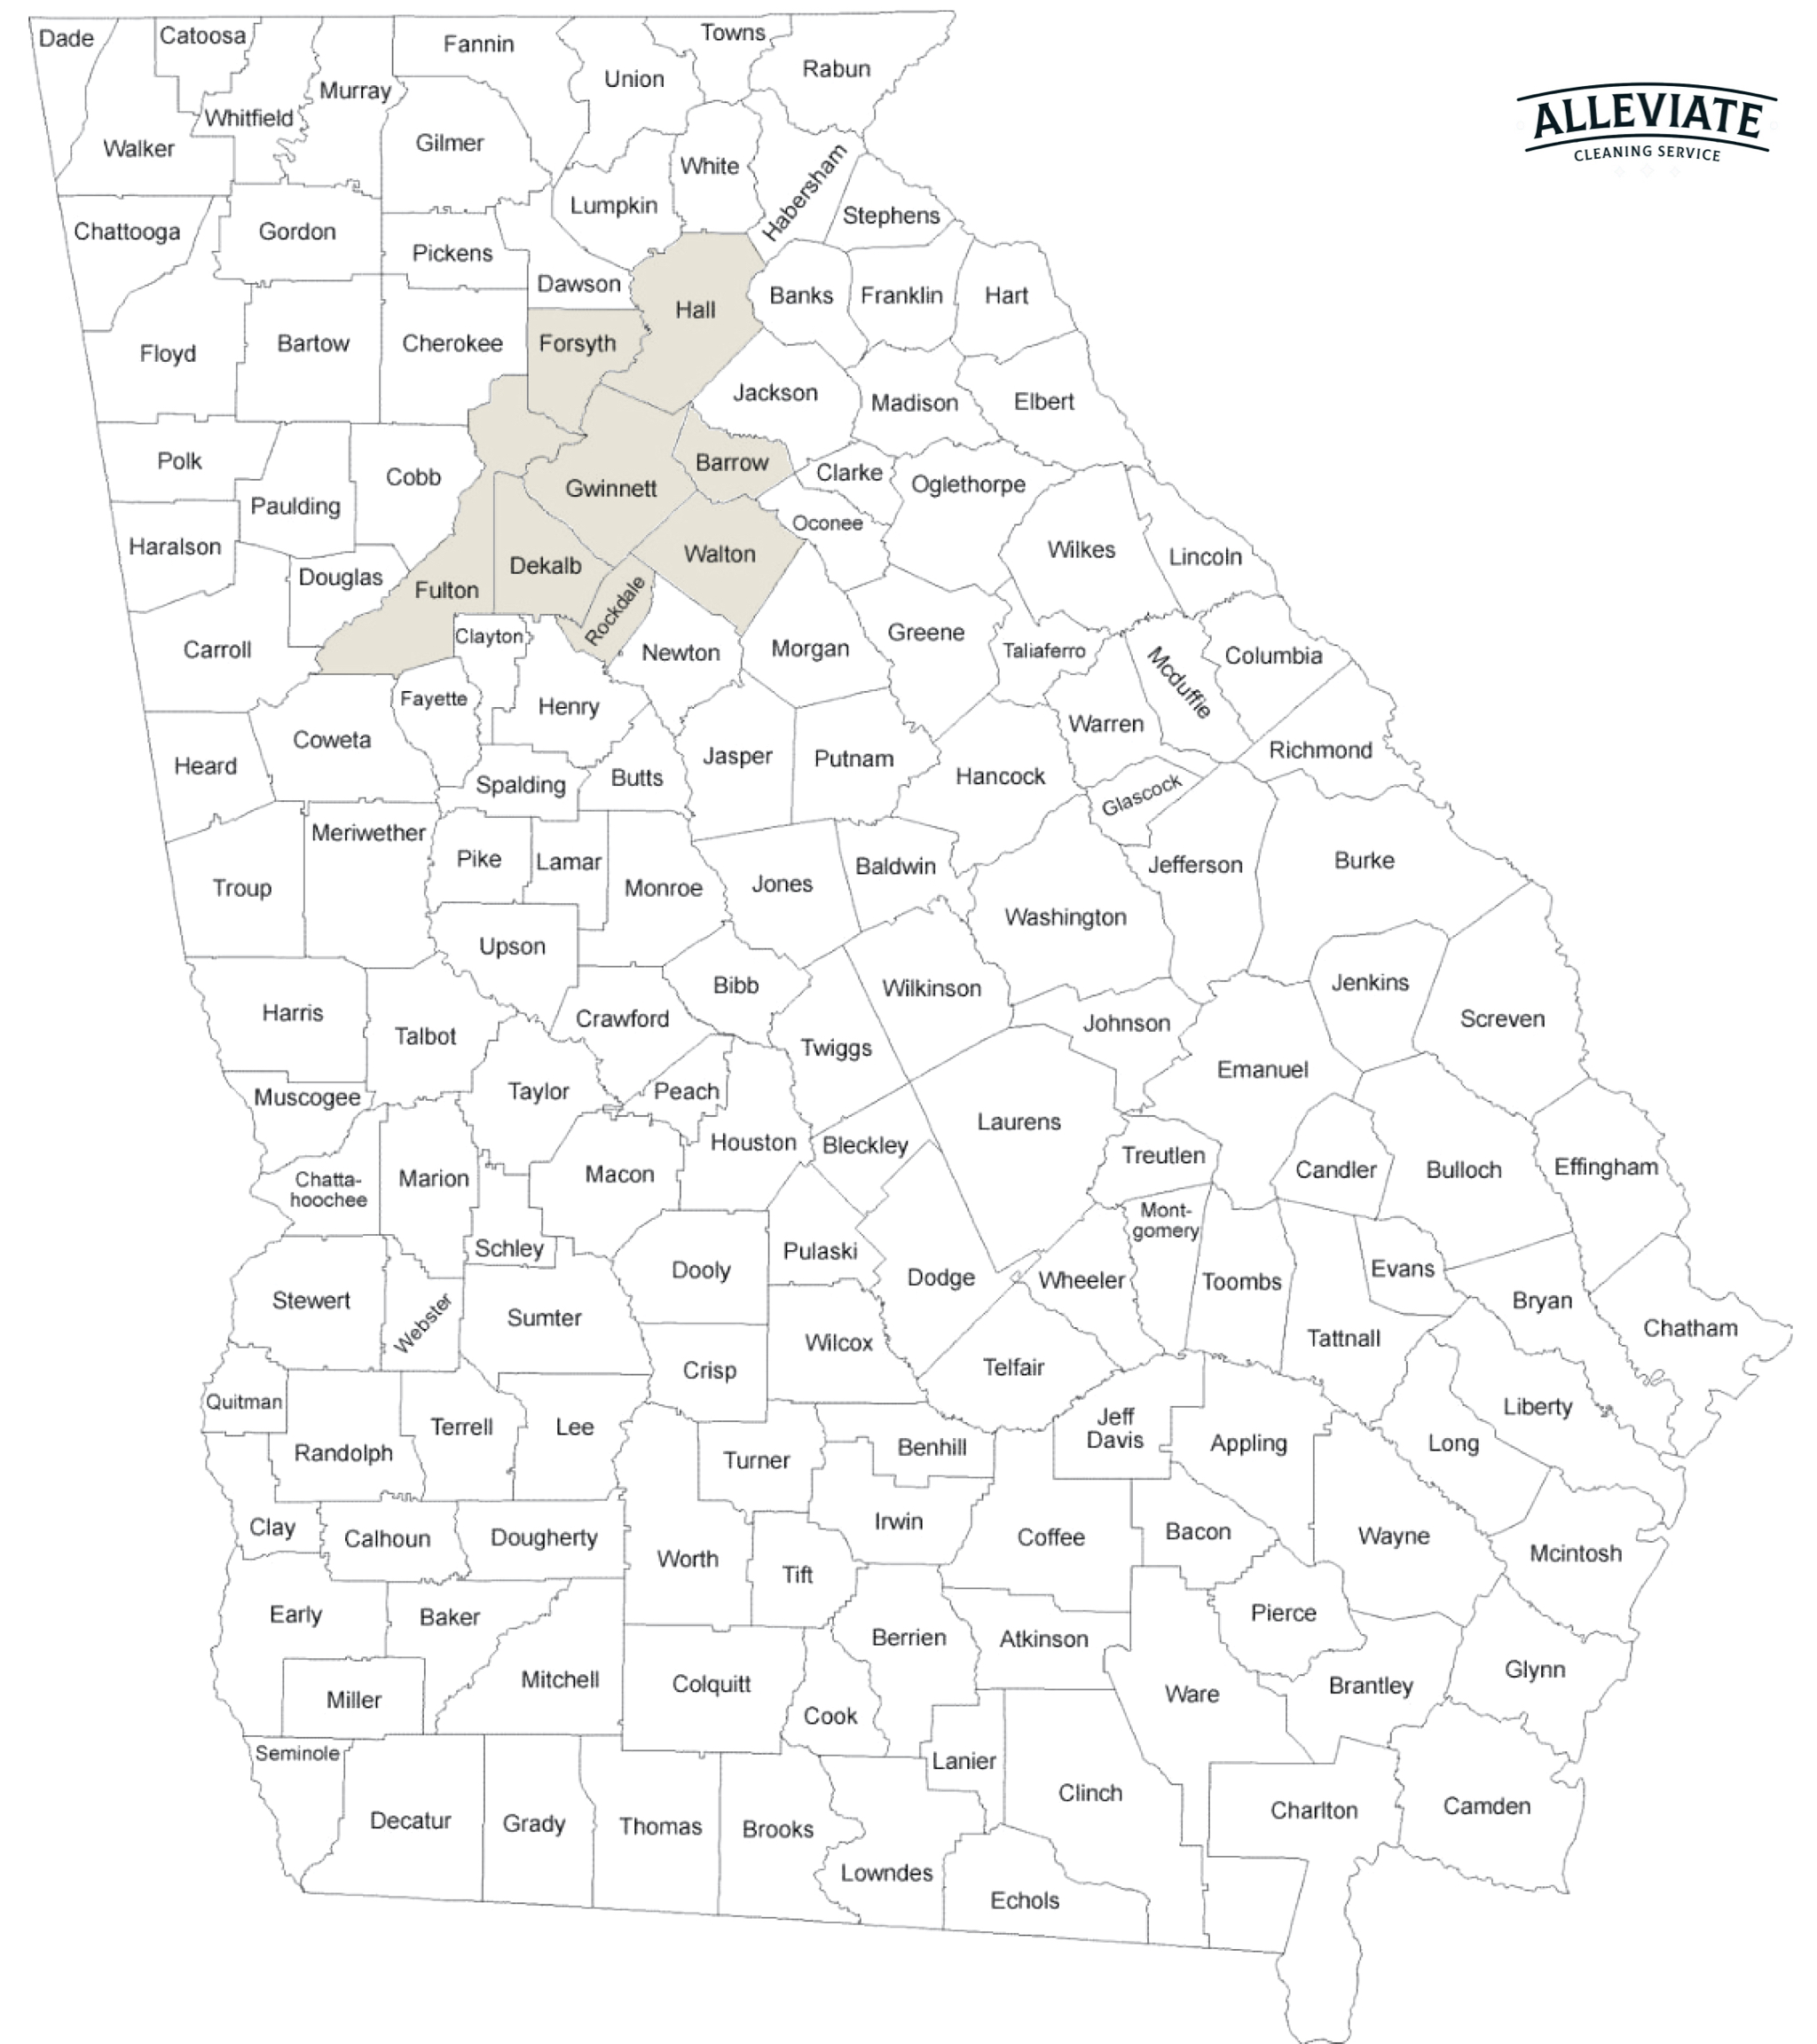 Dade
Catoosa
Fannin
Towns
Union
Rabun
Murray
Whitfield
Walker
Gilmer
White
Habersham
Lumpkin
Stephens
Chattooga
Gordon
Pickens
Dawson
Hall
Banks
Franklin
Hart
Floyd
Bartow
Cherokee
Forsyth
Jackson
Madison
Elbert
Polk
Cobb
Barrow
Clarke
Oglethorpe
Paulding
Gwinnett
Oconee
Haralson
Douglas
Dekalb
Walton
Wilkes
Lincoln
Fulton
Rockdale
Carroll
Clayton
Newton
Morgan
Greene
Taliaferro
Mcduffie
Columbia
Fayette
Henry
Warren
Richmond
Heard
Coweta
Spalding
Butts
Jasper
Putnam
Hancock
Glascock
Meriwether
Pike
Lamar
Troup
Monroe
Jones
Baldwin
Jefferson
Burke
Upson
Washington
Bibb
Wilkinson
Jenkins
Harris
Talbot
Crawford
Twiggs
Johnson
Screven
Muscogee
Taylor
Peach
Emanuel
Laurens
Houston
Bleckley
Treutlen
Candler
Bulloch
Effingham
Chatta-
hoochee
Marion
Macon
Mont-
gomery
Schley
Dooly
Pulaski
Dodge
Wheeler
Toombs
Evans
Bryan
Stewert
Webster
Sumter
Wilcox
Tattnall
Chatham
Crisp
Telfair
Quitman
Randolph
Terrell
Lee
Turner
Benhill
Jeff
Davis
Appling
Long
Liberty
Clay
Calhoun
Dougherty
Worth
Tift
Irwin
Coffee
Bacon
Wayne
Mcintosh
Early
Baker
Berrien
Atkinson
Pierce
Miller
Mitchell
Colquitt
Cook
Ware
Brantley
Glynn
Seminole
Lanier
Clinch
Decatur
Grady
Thomas
Brooks
Charlton
Camden
Lowndes
Echols
ALLEVIATE
CLEANING SERVICE